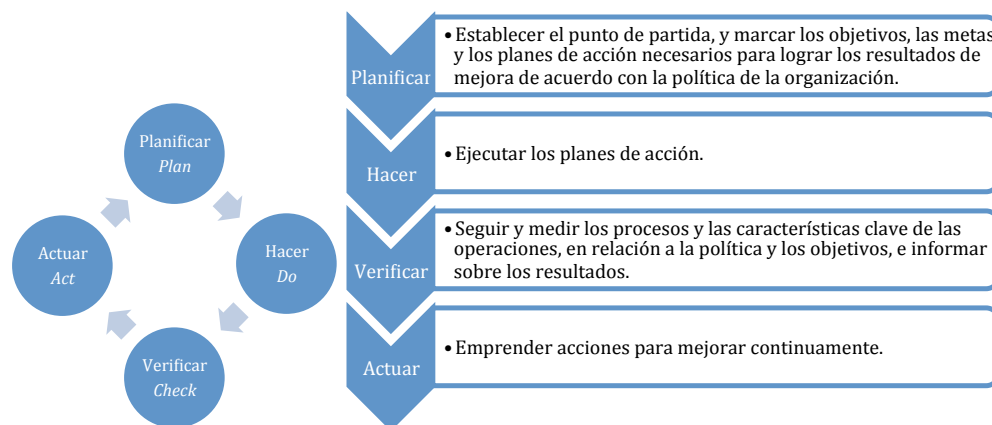 Planificar
Plan
Hacer
Do
Verificar
Check
Actuar
Act
Planificar
• Establecer el punto de partida, y marcar los objetivos, las metas
y los planes de acción necesarios para lograr los resultados de
mejora de acuerdo con la política de la organización.
Hacer
• Ejecutar los planes de acción.
Verificar
• Seguir y medir los procesos y las características clave de las
operaciones, en relación a la política y los objetivos, e informar
sobre los resultados.
Actuar
• Emprender acciones para mejorar continuamente.